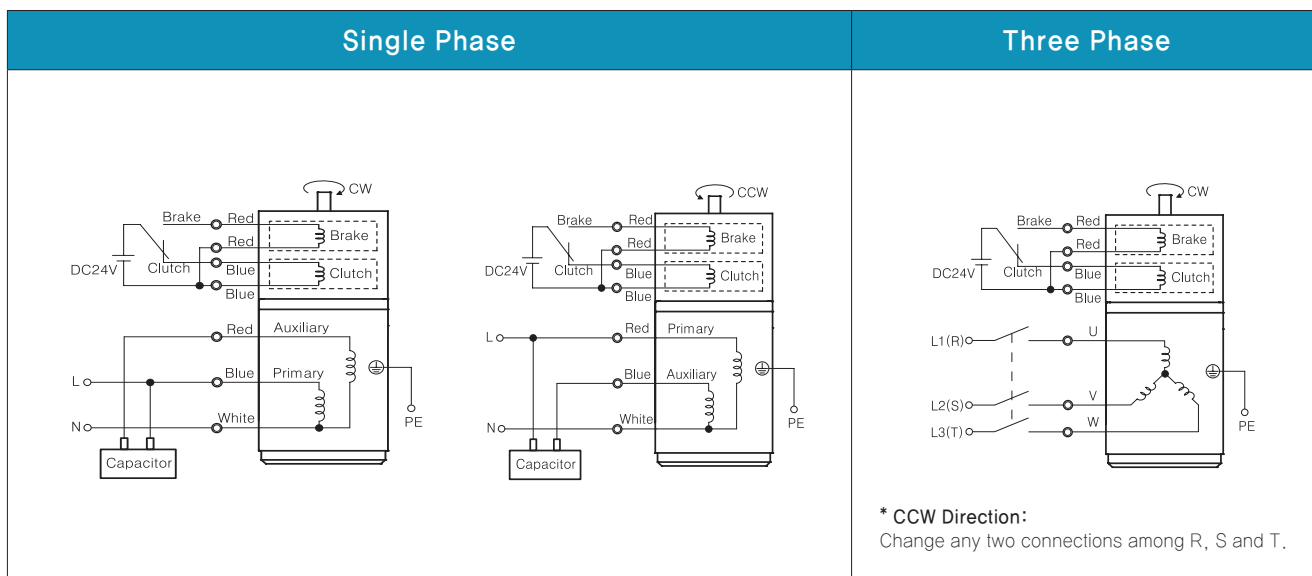 Single Phase
Three Phase
CW
Brake
Red
Brake
Red
DC24V
Clutch
Blue
Clutch
Blue
Red
Auxiliary
L
Blue
Primary
N
White
PE
Capacitor
CCW
Brake
Red
Brake
Red
DC24V
Clutch
Blue
Clutch
Blue
L
Red
Primary
Blue
Auxiliary
N
White
PE
Capacitor
CW
Brake
Red
Brake
Red
DC24V
Clutch
Blue
Clutch
Blue
L1(R)
U
L2(S)
V
L3(T)
W
PE
* CCW Direction:
Change any two connections among R, S and T.